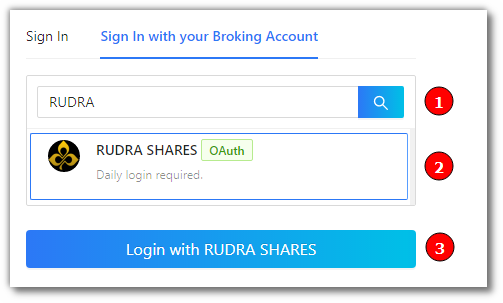 Sign In Sign In with your Broking Account
RUDRA
1
RUDRA SHARES OAuth
Daily login required.
2
Login with RUDRA SHARES
3